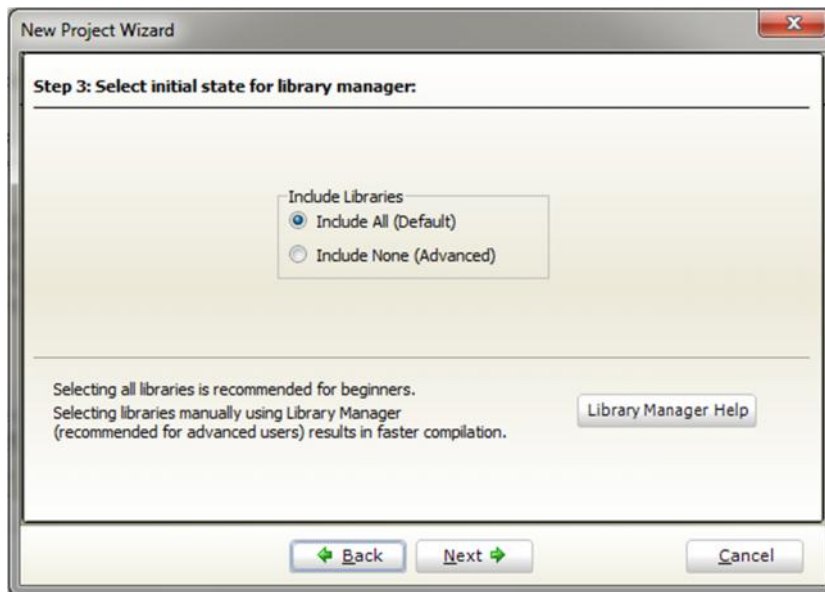 New Project Wizard
Step 3: Select initial state for library manager:
Include Libraries
Include All (Default)
Include None (Advanced)
Selecting all libraries is recommended for beginners.
Selecting libraries manually using Library Manager
(recommended for advanced users) results in faster compilation.
Library Manager Help
Back
Next
Cancel